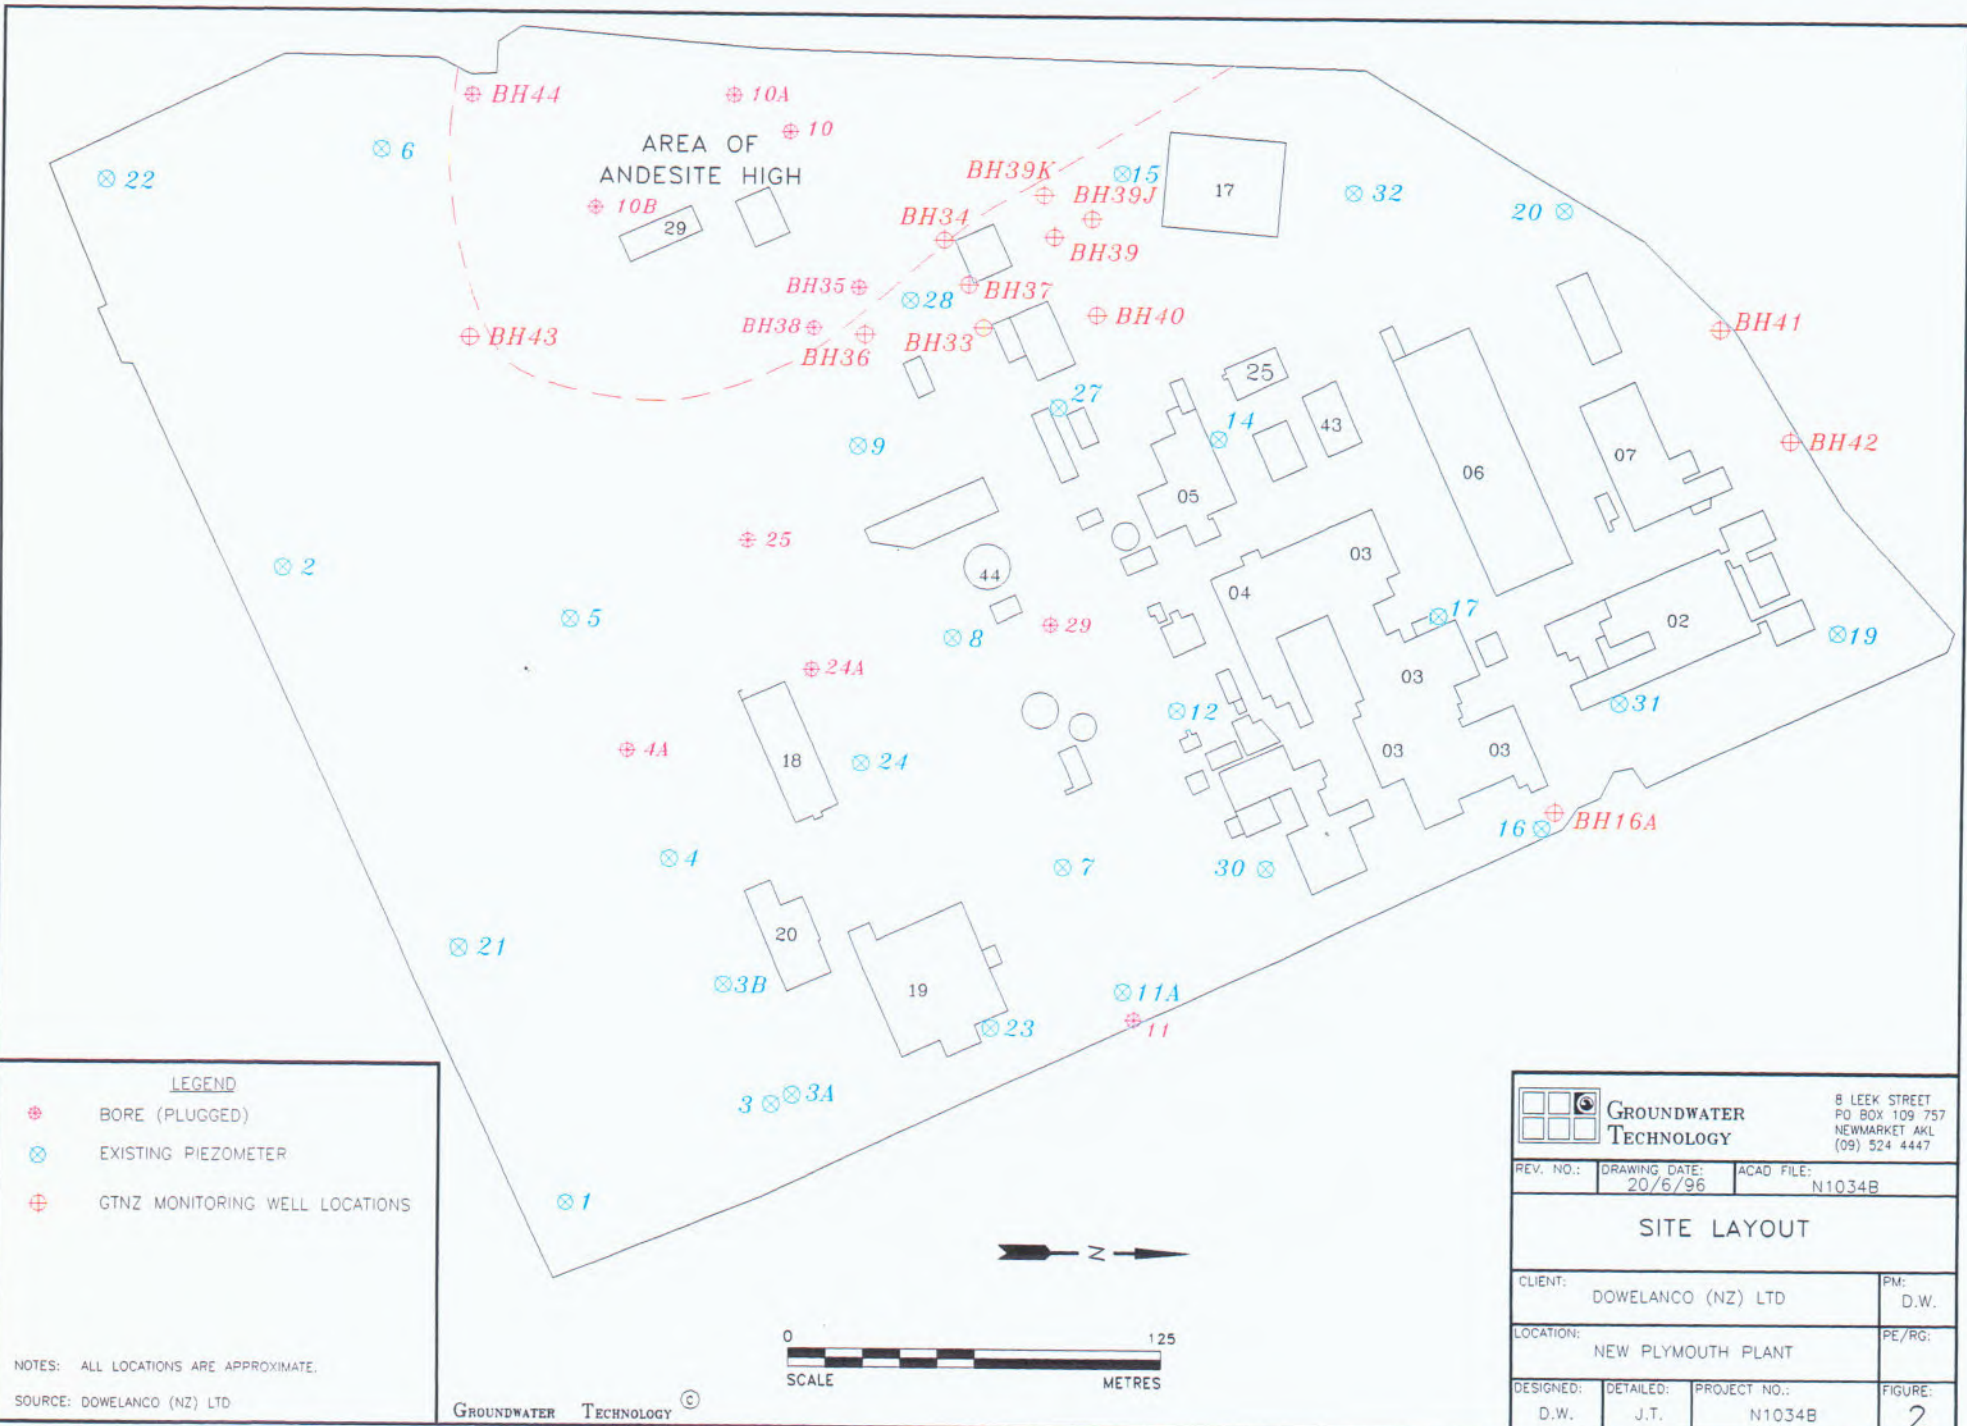 BH44
10A
10
AREA OF
ANDESITE HIGH
6
22
BH39K
15
17
32
20
10B
29
BH34
BH39J
BH39
BH35
28
BH37
BH38
BH36
BH33
BH40
BH41
BH43
25
27
43
14
BH42
9
06
07
05
25
03
2
44
04
5
8
29
17
02
19
24A
03
12
31
4A
18
24
03
03
16
BH16A
4
7
30
20
21
3B
19
11A
23
11
3
3A
1
LEGEND
BORE (PLUGGED)
EXISTING PIEZOMETER
GTNZ MONITORING WELL LOCATIONS
NOTES: ALL LOCATIONS ARE APPROXIMATE.
SOURCE: DOWELANCO (NZ) LTD
N
0 125
SCALE METRES
GROUNDWATER TECHNOLOGY ©
GROUNDWATER
TECHNOLOGY
8 LEEK STREET
PO BOX 109 757
NEWMARKET AKL
(09) 524 4447
REV. NO.:
DRAWING DATE:
20/6/96
ACAD FILE:
N1034B
SITE LAYOUT
CLIENT:
DOWELANCO (NZ) LTD
PM:
D.W.
LOCATION:
NEW PLYMOUTH PLANT
PE/RG:
DESIGNED:
D.W.
DETAILED:
J.T.
PROJECT NO.:
N1034B
FIGURE:
2